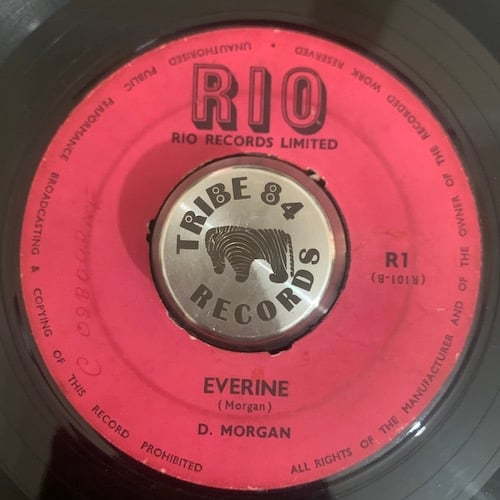 RIO
RIO RECORDS LIMITED
TRIBE 84
RECORDS
R1
(R101-B)
EVERINE
(Morgan)
D. MORGAN
ALL RIGHTS OF THE MANUFACTURER AND OF THE OWNER OF THE RECORDED WORK RESERVED
UNAUTHORISED PUBLIC PERFORMANCE BROADCASTING & COPYING OF THIS RECORD PROHIBITED